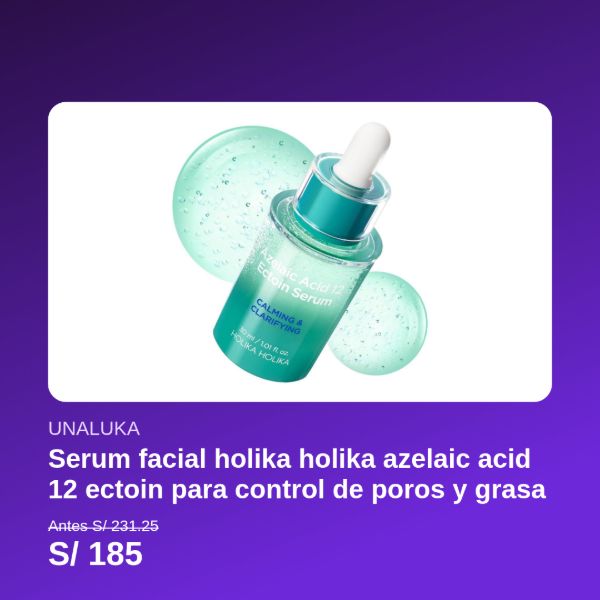 Azelaic Acid 12
Ectoin Serum
CALMING &
CLARIFYING
30 ml / 1.01 fl. oz.
HOLIKA HOLIKA
UNALUKA
Serum facial holika holika azelaic acid
12 ectoin para control de poros y grasa
Antes S/ 231.25
S/ 185